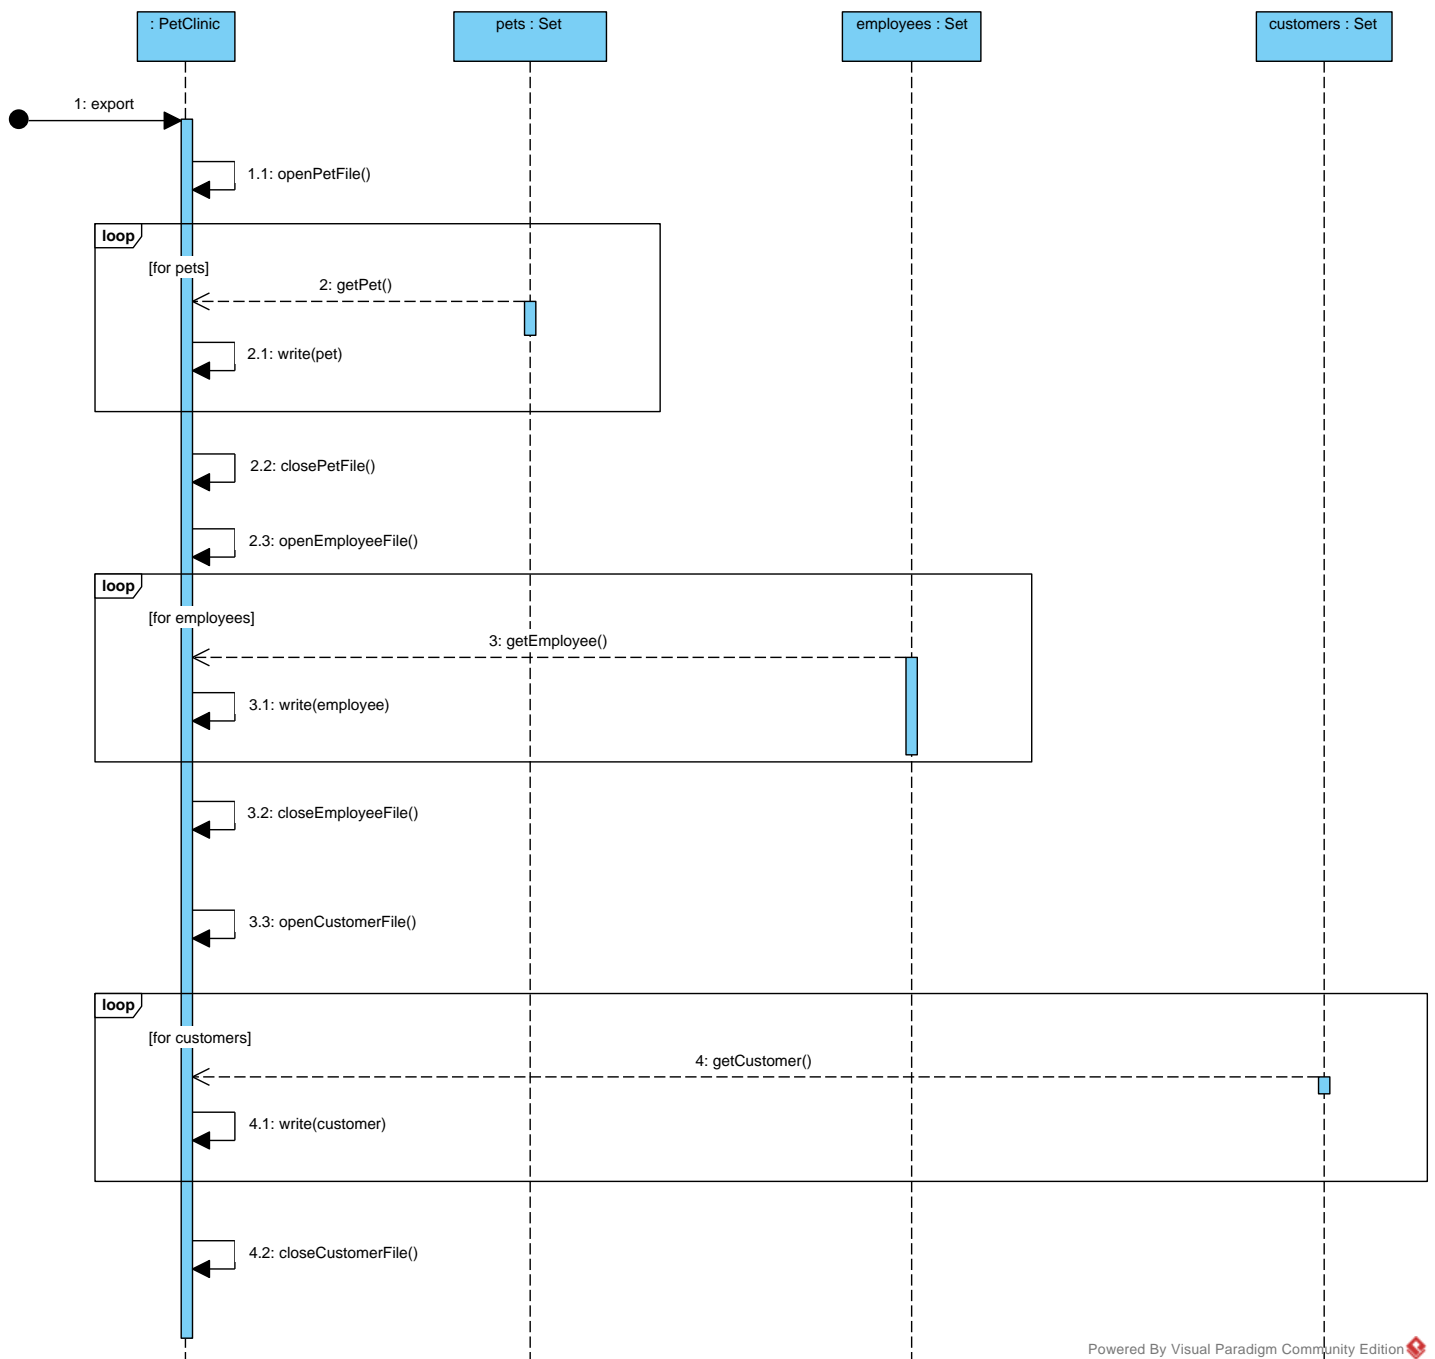 : PetClinic
pets : Set
employees : Set
customers : Set
1: export
1.1: openPetFile()
loop
[for pets]
2: getPet()
2.1: write(pet)
2.2: closePetFile()
2.3: openEmployeeFile()
loop
[for employees]
3: getEmployee()
3.1: write(employee)
3.2: closeEmployeeFile()
3.3: openCustomerFile()
loop
[for customers]
4: getCustomer()
4.1: write(customer)
4.2: closeCustomerFile()
Powered By Visual Paradigm Community Edition